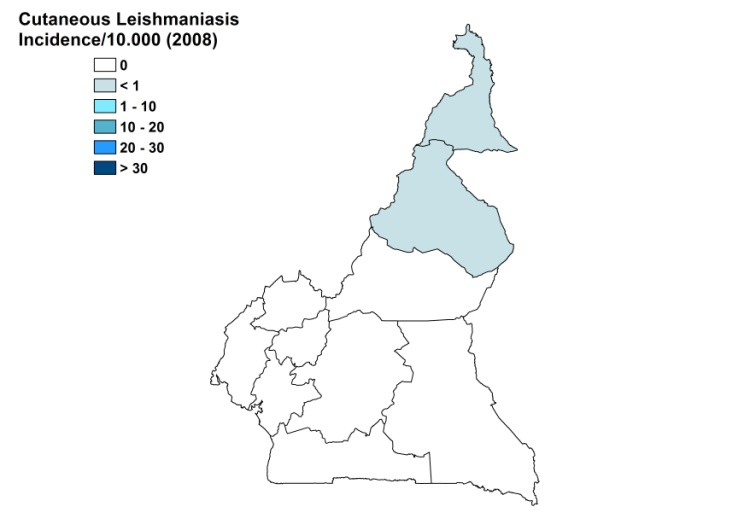 Cutaneous Leishmaniasis
Incidence/10.000 (2008)
0
< 1
1 - 10
10 - 20
20 - 30
> 30